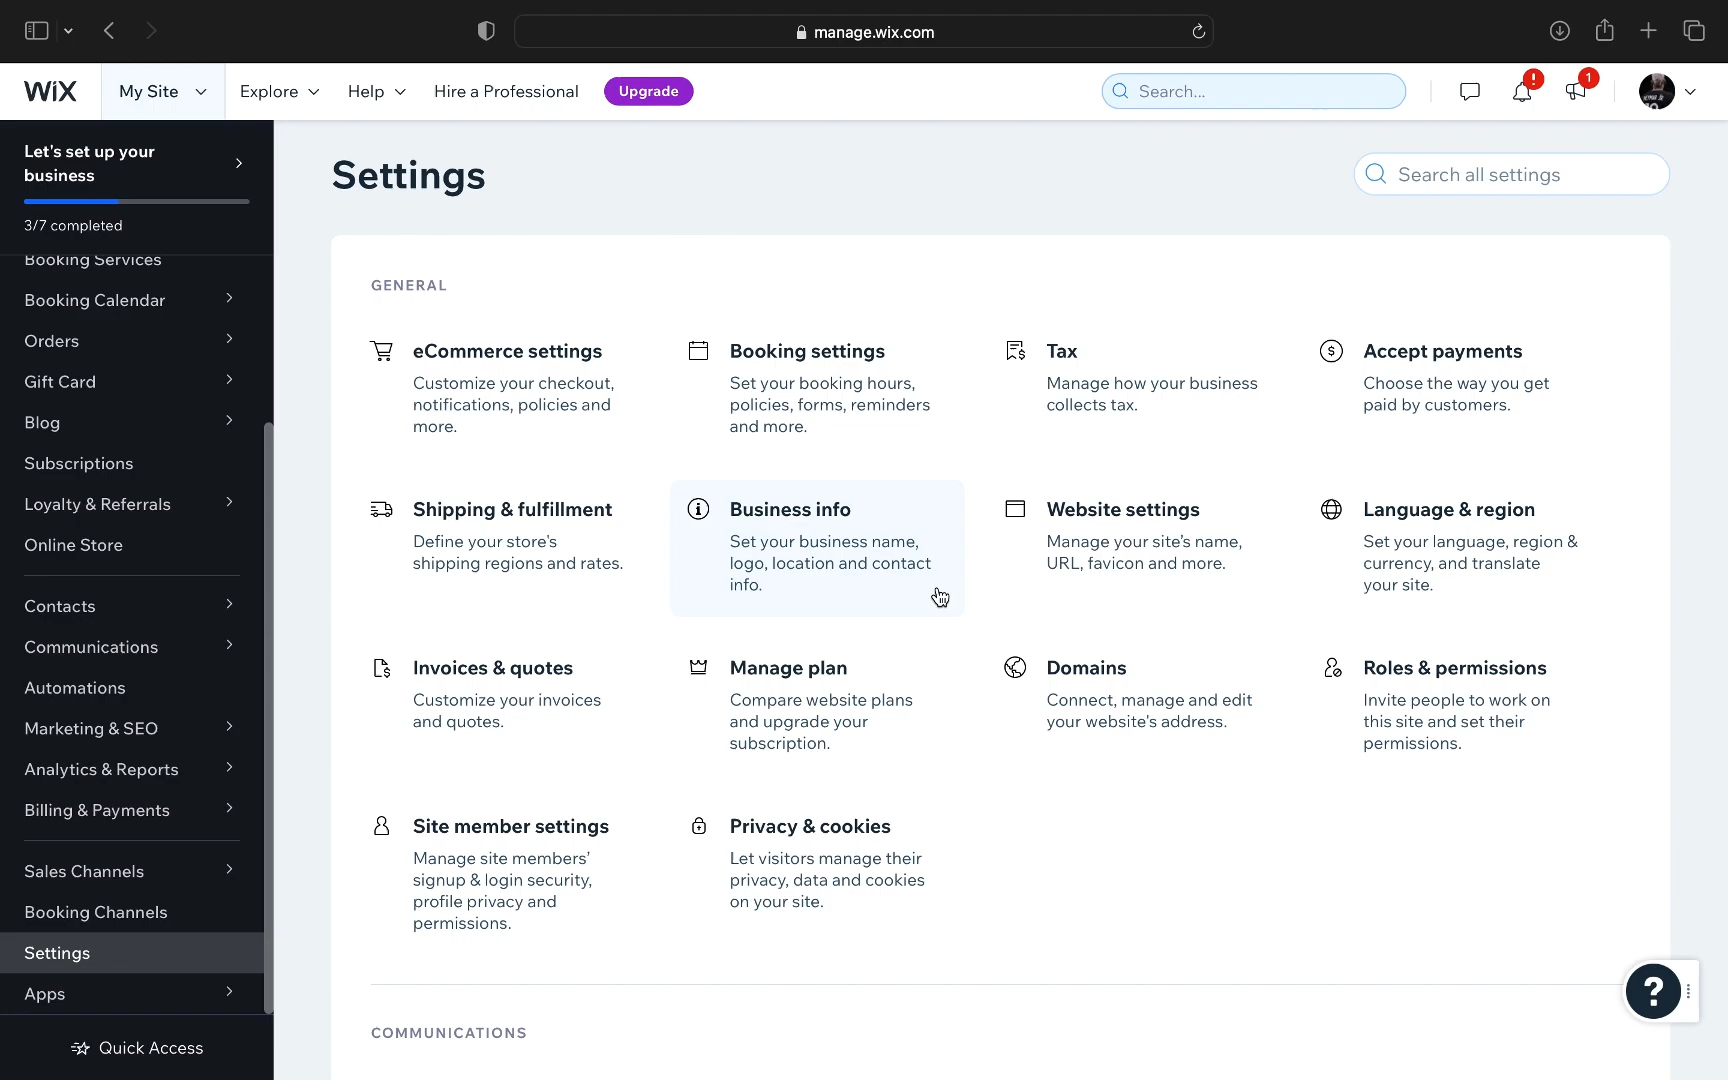 manage.wix.com
WiX
My Site
Explore
Help
Hire a Professional
Upgrade
Search...
!
1
Let's set up your
business
3/7 completed
Booking Services
Booking Calendar
Orders
Gift Card
Blog
Subscriptions
Loyalty & Referrals
Online Store
Contacts
Communications
Automations
Marketing & SEO
Analytics & Reports
Billing & Payments
Sales Channels
Booking Channels
Settings
Apps
Quick Access
Settings
Search all settings
GENERAL
eCommerce settings
Customize your checkout,
notifications, policies and
more.
Booking settings
Set your booking hours,
policies, forms, reminders
and more.
Tax
Manage how your business
collects tax.
Accept payments
Choose the way you get
paid by customers.
Shipping & fulfillment
Define your store's
shipping regions and rates.
Business info
Set your business name,
logo, location and contact
info.
Website settings
Manage your site's name,
URL, favicon and more.
Language & region
Set your language, region &
currency, and translate
your site.
Invoices & quotes
Customize your invoices
and quotes.
Manage plan
Compare website plans
and upgrade your
subscription.
Domains
Connect, manage and edit
your website's address.
Roles & permissions
Invite people to work on
this site and set their
permissions.
Site member settings
Manage site members'
signup & login security,
profile privacy and
permissions.
Privacy & cookies
Let visitors manage their
privacy, data and cookies
on your site.
COMMUNICATIONS
?